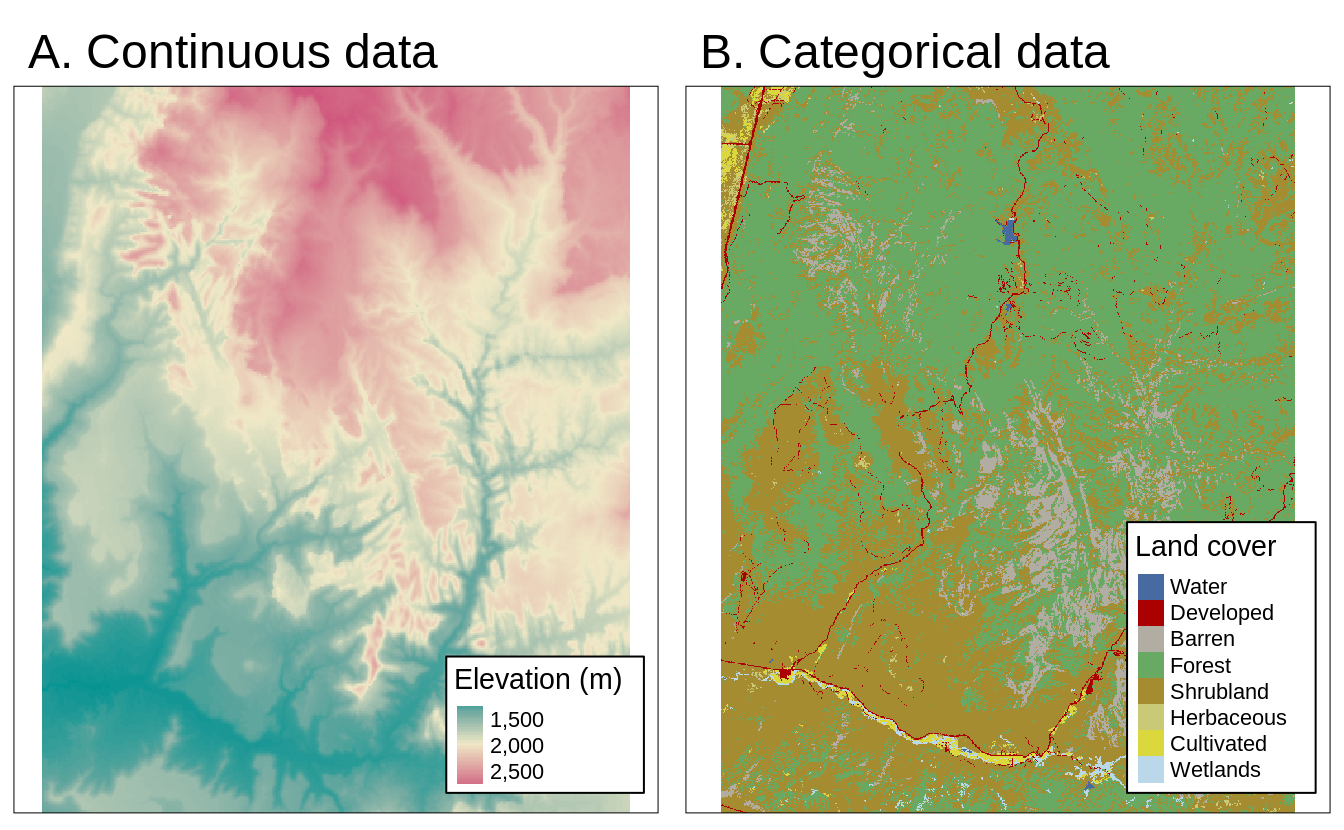 A. Continuous data
Elevation (m)
1,500
2,000
2,500
B. Categorical data
Land cover
Water
Developed
Barren
Forest
Shrubland
Herbaceous
Cultivated
Wetlands